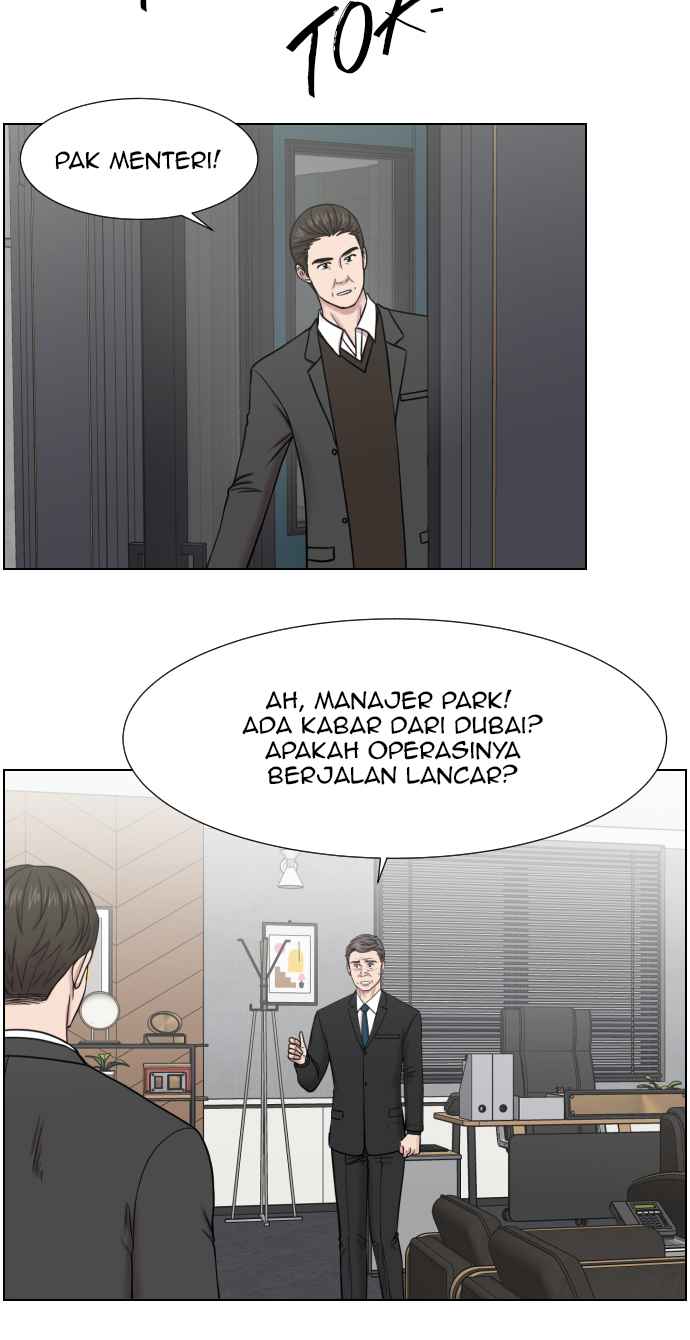 TOK-
PAK MENTERI!
AH, MANAJER PARK!
ADA KABAR DARI DUBAI?
APAKAH OPERASINYA
BERJALAN LANCAR?